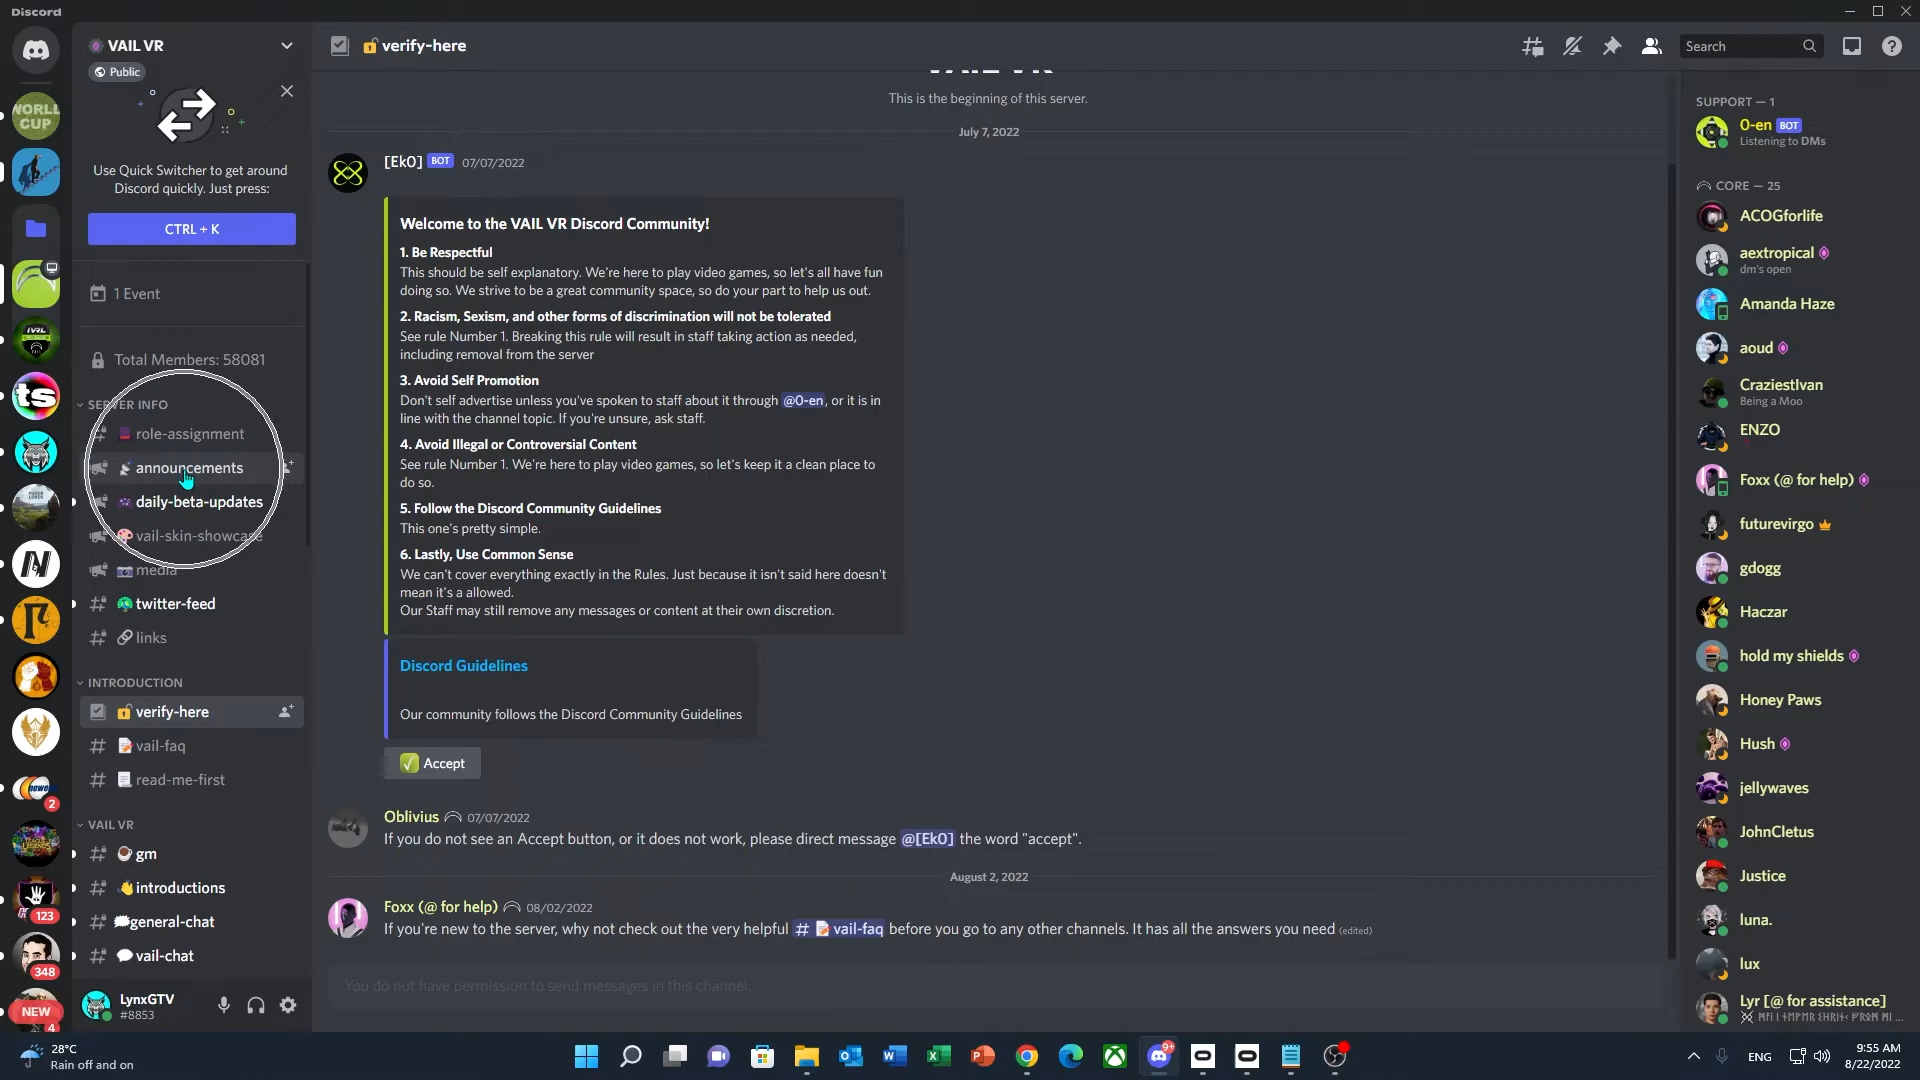 Discord
VAIL VR
Public
Use Quick Switcher to get around
Discord quickly. Just press:
CTRL + K
1 Event
Total Members: 58081
SERVER INFO
role-assignment
announcements
daily-beta-updates
vail-skin-showcase
media
twitter-feed
links
INTRODUCTION
verify-here
vail-faq
read-me-first
VAIL VR
gm
introductions
general-chat
vail-chat
LynxGTV
#8853
WORLD
CUP
IVRL
ts
newe
2
123
348
NEW
4
verify-here
Search
VAIL VR
This is the beginning of this server.
July 7, 2022
[Ek0] BOT 07/07/2022
Welcome to the VAIL VR Discord Community!
1. Be Respectful
This should be self explanatory. We're here to play video games, so let's all have fun
doing so. We strive to be a great community space, so do your part to help us out.
2. Racism, Sexism, and other forms of discrimination will not be tolerated
See rule Number 1. Breaking this rule will result in staff taking action as needed,
including removal from the server
3. Avoid Self Promotion
Don't self advertise unless you've spoken to staff about it through @0-en, or it is in
line with the channel topic. If you're unsure, ask staff.
4. Avoid Illegal or Controversial Content
See rule Number 1. We're here to play video games, so let's keep it a clean place to
do so.
5. Follow the Discord Community Guidelines
This one's pretty simple.
6. Lastly, Use Common Sense
We can't cover everything exactly in the Rules. Just because it isn't said here doesn't
mean it's a allowed.
Our Staff may still remove any messages or content at their own discretion.
Discord Guidelines
Our community follows the Discord Community Guidelines
Accept
Oblivius 07/07/2022
If you do not see an Accept button, or it does not work, please direct message @[Ek0] the word "accept".
August 2, 2022
Foxx (@ for help) 08/02/2022
If you're new to the server, why not check out the very helpful # vail-faq before you go to any other channels. It has all the answers you need (edited)
You do not have permission to send messages in this channel.
SUPPORT — 1
0-en BOT
Listening to DMs
CORE — 25
ACOGforlife
aextropical
dm's open
Amanda Haze
aoud
CraziestIvan
Being a Moo
ENZO
Foxx (@ for help)
futurevirgo
gdogg
Haczar
hold my shields
Honey Paws
Hush
jellywaves
JohnCletus
Justice
luna.
lux
Lyr [@ for assistance]
28°C
Rain off and on
9+
ENG
9:55 AM
8/22/2022